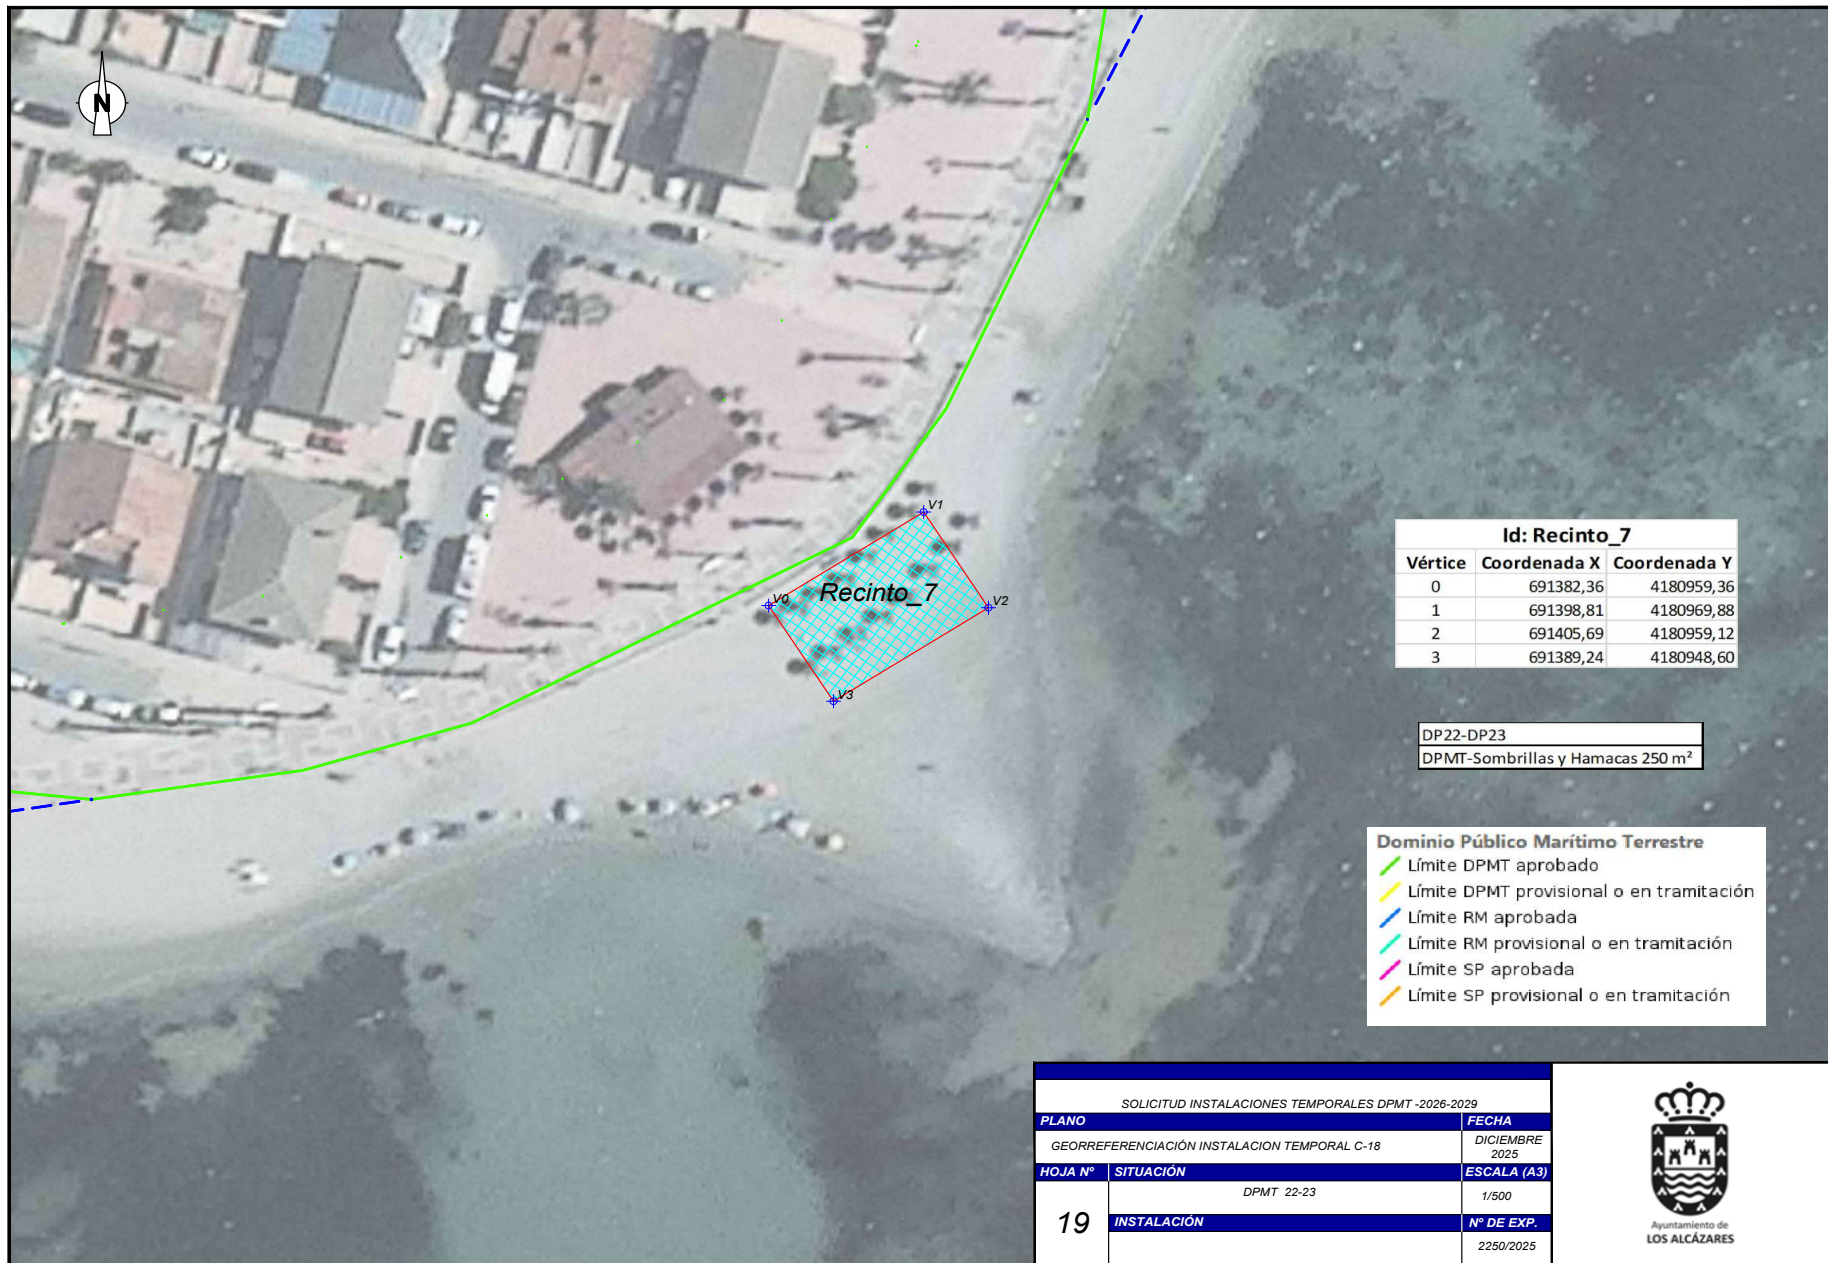 N
V1
Recinto_7
V0
V2
V3
Id: Recinto_7
Vértice Coordenada X Coordenada Y
0 691382,36 4180959,36
1 691398,81 4180969,88
2 691405,69 4180959,12
3 691389,24 4180948,60
DP22-DP23
DPMT-Sombrillas y Hamacas 250 m²
Dominio Público Marítimo Terrestre
Límite DPMT aprobado
Límite DPMT provisional o en tramitación
Límite RM aprobada
Límite RM provisional o en tramitación
Límite SP aprobada
Límite SP provisional o en tramitación
SOLICITUD INSTALACIONES TEMPORALES DPMT -2026-2029
PLANO FECHA
GEORREFERENCIACIÓN INSTALACION TEMPORAL C-18 DICIEMBRE 2025
HOJA Nº SITUACIÓN ESCALA (A3)
DPMT 22-23 1/500
19
INSTALACIÓN Nº DE EXP.
2250/2025
Ayuntamiento de
LOS ALCÁZARES